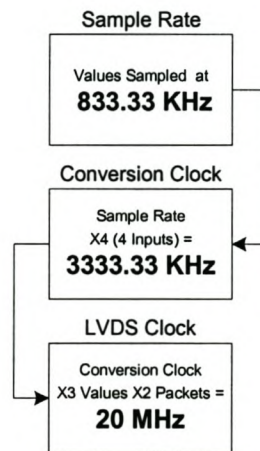 Sample Rate
Values Sampled at
833.33 KHz
Conversion Clock
Sample Rate
X4 (4 Inputs) =
3333.33 KHz
LVDS Clock
Conversion Clock
X3 Values X2 Packets =
20 MHz